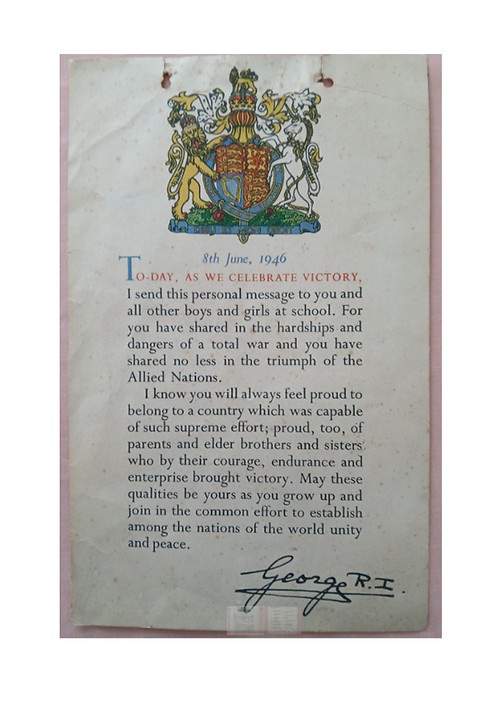 8th June, 1946
TO-DAY, AS WE CELEBRATE VICTORY,
I send this personal message to you and
all other boys and girls at school. For
you have shared in the hardships and
dangers of a total war and you have
shared no less in the triumph of the
Allied Nations.
I know you will always feel proud to
belong to a country which was capable
of such supreme effort; proud, too, of
parents and elder brothers and sisters
who by their courage, endurance and
enterprise brought victory. May these
qualities be yours as you grow up and
join in the common effort to establish
among the nations of the world unity
and peace.
George R.I.